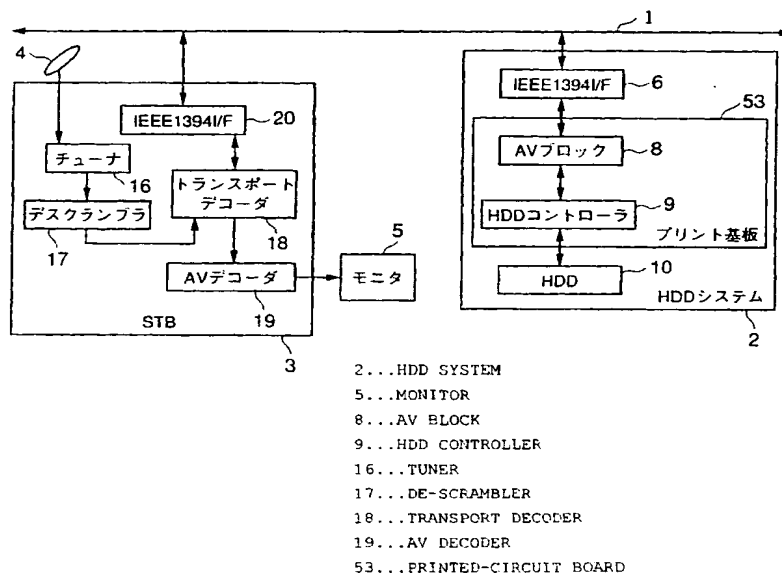 1
4
IEEE1394I/F
20
チューナ
16
デスクランブラ
17
トランスポート
デコーダ
18
AVデコーダ
19
5
モニタ
STB
3
IEEE1394I/F
6
53
AVブロック
8
HDDコントローラ
9
プリント基板
HDD
10
HDDシステム
2
2...HDD SYSTEM
5...MONITOR
8...AV BLOCK
9...HDD CONTROLLER
16...TUNER
17...DE-SCRAMBLER
18...TRANSPORT DECODER
19...AV DECODER
53...PRINTED-CIRCUIT BOARD